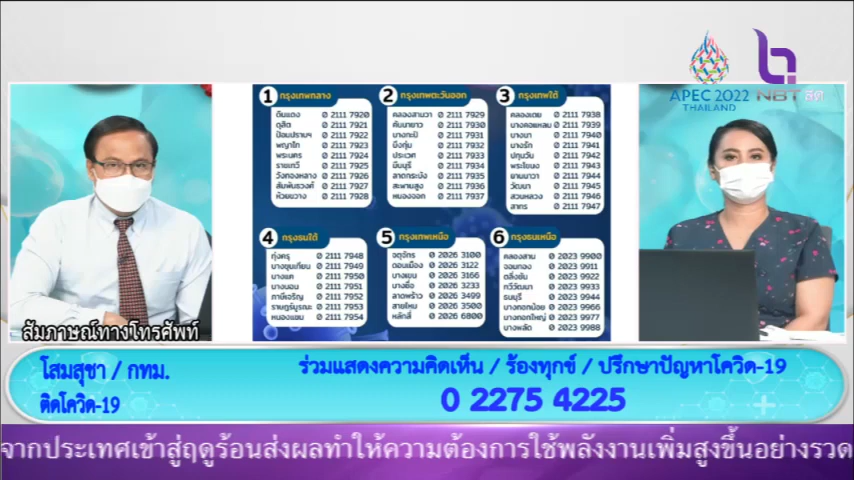 APEC 2022
THAILAND
NBT สด
1 กรุงเทพกลาง
ดินแดง 0 2111 7920
ดุสิต 0 2111 7921
ป้อมปราบฯ 0 2111 7922
พญาไท 0 2111 7923
พระนคร 0 2111 7924
ราชเทวี 0 2111 7925
วังทองหลาง 0 2111 7926
สัมพันธวงศ์ 0 2111 7927
ห้วยขวาง 0 2111 7928
2 กรุงเทพตะวันออก
คลองสามวา 0 2111 7929
คันนายาว 0 2111 7930
บางกะปิ 0 2111 7931
บึงกุ่ม 0 2111 7932
ประเวศ 0 2111 7933
มีนบุรี 0 2111 7934
ลาดกระบัง 0 2111 7935
สะพานสูง 0 2111 7936
หนองจอก 0 2111 7937
3 กรุงเทพใต้
คลองเตย 0 2111 7938
บางคอแหลม 0 2111 7939
บางนา 0 2111 7940
บางรัก 0 2111 7941
ปทุมวัน 0 2111 7942
พระโขนง 0 2111 7943
ยานนาวา 0 2111 7944
วัฒนา 0 2111 7945
สวนหลวง 0 2111 7946
สาทร 0 2111 7947
4 กรุงธนใต้
ทุ่งครุ 0 2111 7948
บางขุนเทียน 0 2111 7949
บางแค 0 2111 7950
บางบอน 0 2111 7951
ภาษีเจริญ 0 2111 7952
ราษฎร์บูรณะ 0 2111 7953
หนองแขม 0 2111 7954
5 กรุงเทพเหนือ
จตุจักร 0 2026 3100
ดอนเมือง 0 2026 3122
บางเขน 0 2026 3166
บางซื่อ 0 2026 3233
ลาดพร้าว 0 2026 3499
สายไหม 0 2026 3500
หลักสี่ 0 2026 6800
6 กรุงธนเหนือ
คลองสาน 0 2023 9900
จอมทอง 0 2023 9911
ตลิ่งชัน 0 2023 9922
ทวีวัฒนา 0 2023 9933
ธนบุรี 0 2023 9944
บางกอกน้อย 0 2023 9966
บางกอกใหญ่ 0 2023 9977
บางพลัด 0 2023 9988
สัมภาษณ์ทางโทรศัพท์
โสมสุชา / กทม.
ติดโควิด-19
ร่วมแสดงความคิดเห็น / ร้องทุกข์ / ปรึกษาปัญหาโควิด-19
0 2275 4225
จากประเทศเข้าสู่ฤดูร้อนส่งผลทำให้ความต้องการใช้พลังงานเพิ่มสูงขึ้นอย่างรวด